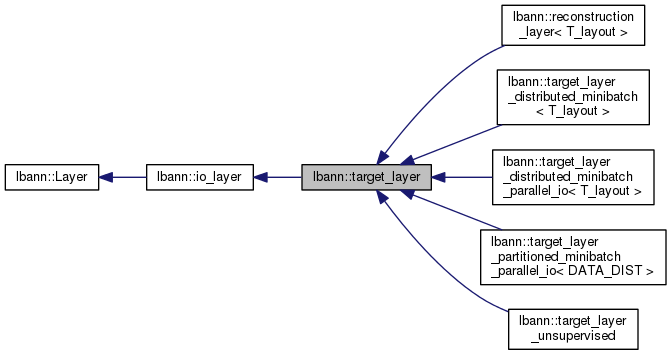 lbann::Layer
lbann::io_layer
lbann::target_layer
lbann::reconstruction
_layer< T_layout >
lbann::target_layer
_distributed_minibatch
< T_layout >
lbann::target_layer
_distributed_minibatch
_parallel_io< T_layout >
lbann::target_layer
_partitioned_minibatch
_parallel_io< DATA_DIST >
lbann::target_layer
_unsupervised